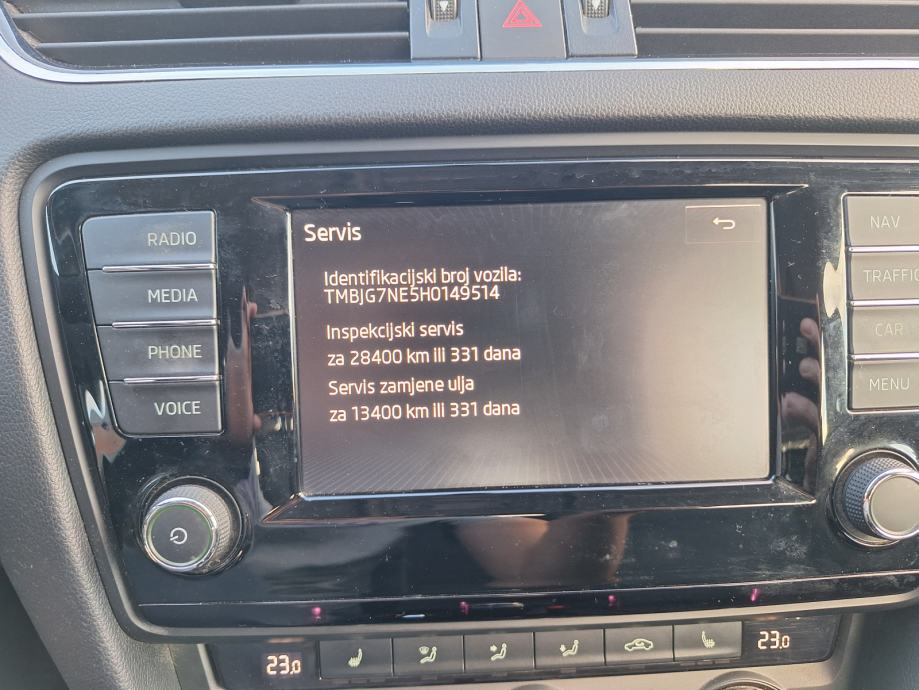 Servis
RADIO
MEDIA
PHONE
VOICE
Identifikacijski broj vozila:
TMBJG7NE5H0149514
Inspekcijski servis
za 28400 km ili 331 dana
Servis zamjene ulja
za 13400 km ili 331 dana
NAV
TRAFFIC
CAR
MENU
23.0
23.0